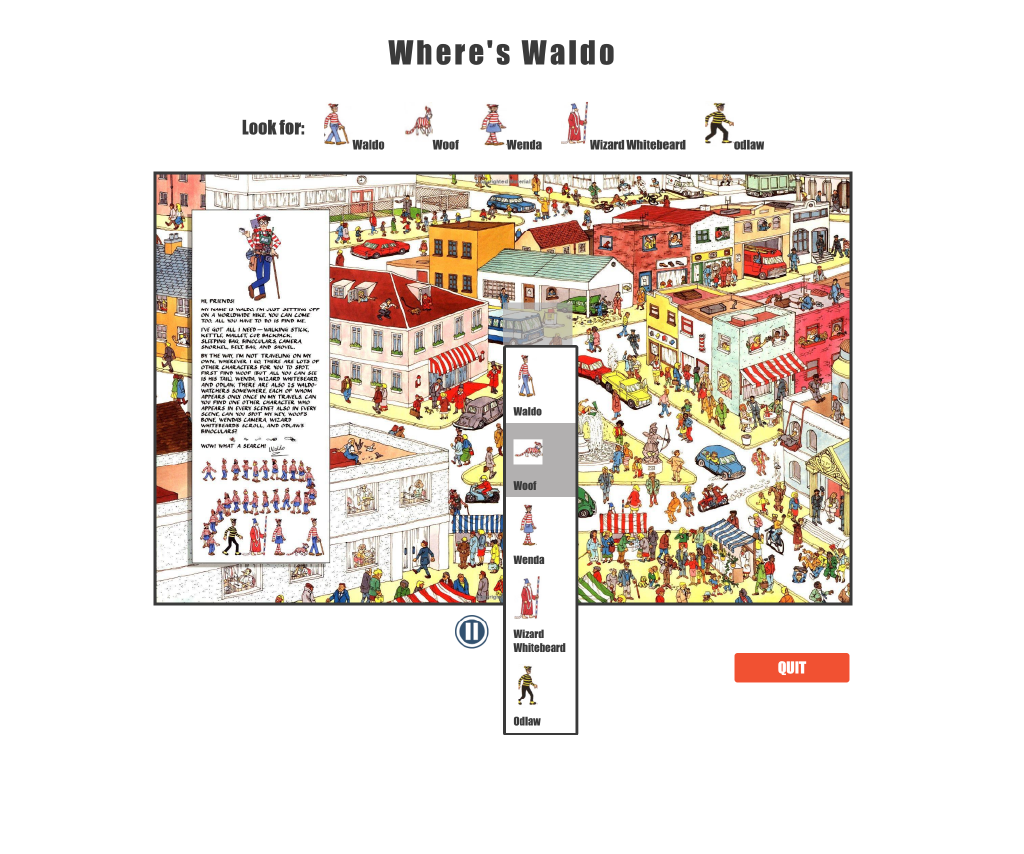 Where's Waldo
Look for:
Waldo
Woof
Wenda
Wizard Whitebeard
odlaw
HI, FRIENDS!
MY NAME IS WALDO. I'M JUST SETTING OFF
ON A WORLDWIDE HIKE. YOU CAN COME
TOO. ALL YOU HAVE TO DO IS FIND ME.
I'VE GOT ALL I NEED—WALKING STICK,
KETTLE, MALLET, CUP, BACKPACK,
SLEEPING BAG, BINOCULARS, CAMERA,
SNORKEL, BELT, BAG, AND SHOVEL.
BY THE WAY, I'M NOT TRAVELING ON MY
OWN. WHEREVER I GO, THERE ARE LOTS OF
OTHER CHARACTERS FOR YOU TO SPOT.
FIRST FIND WOOF (BUT ALL YOU CAN SEE
IS HIS TAIL), WENDA, WIZARD WHITEBEARD,
AND ODLAW. THERE ARE ALSO 25 WALDO-
WATCHERS SOMEWHERE, EACH OF WHOM
APPEARS ONLY ONCE IN MY TRAVELS. CAN
YOU FIND ONE OTHER CHARACTER WHO
APPEARS IN EVERY SCENE? ALSO IN EVERY
SCENE, CAN YOU SPOT MY KEY, WOOF'S
BONE, WENDA'S CAMERA, WIZARD
WHITEBEARD'S SCROLL, AND ODLAW'S
BINOCULARS?
WOW! WHAT A SEARCH!
Waldo
Waldo
Woof
Wenda
Wizard
Whitebeard
Odlaw
QUIT